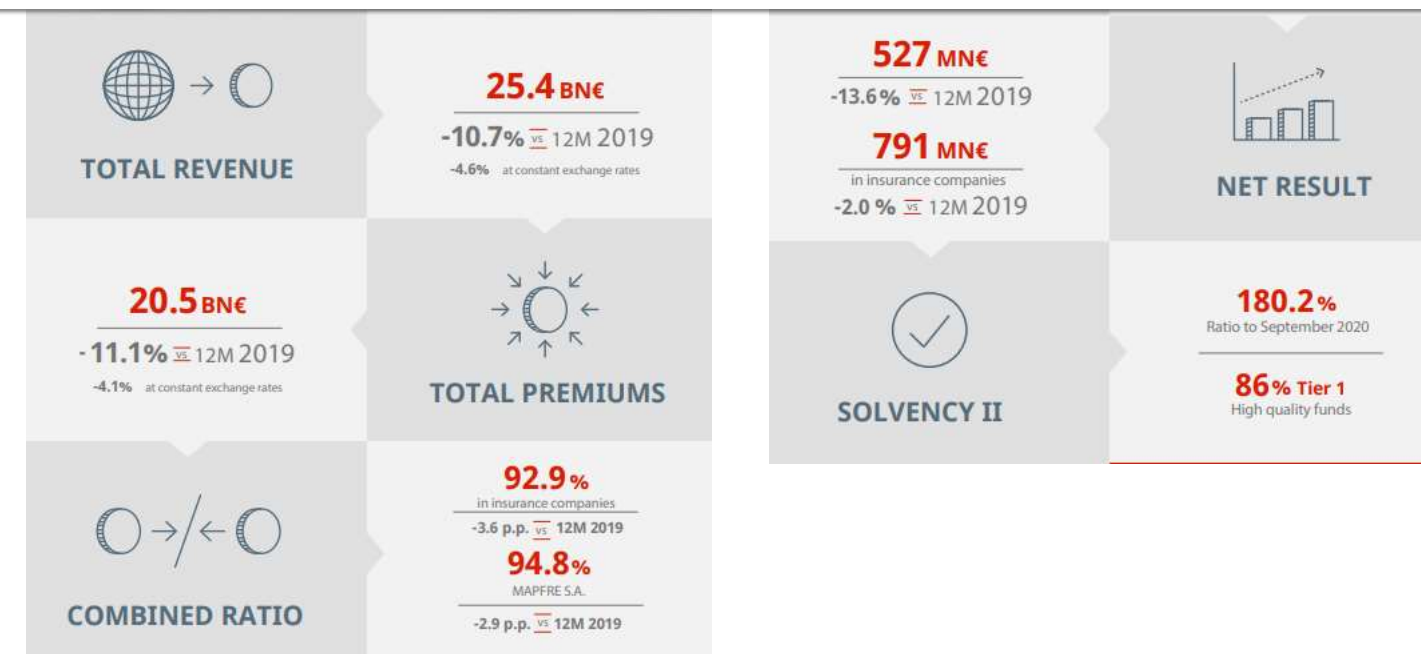 TOTAL REVENUE
25.4 BN€
-10.7% vs 12M 2019
-4.6% at constant exchange rates
20.5 BN€
-11.1% vs 12M 2019
-4.1% at constant exchange rates
TOTAL PREMIUMS
COMBINED RATIO
92.9 %
in insurance companies
-3.6 p.p. vs 12M 2019
94.8%
MAPFRE S.A.
-2.9 p.p. vs 12M 2019
527 MN€
-13.6% vs 12M 2019
791 MN€
in insurance companies
-2.0 % vs 12M 2019
NET RESULT
SOLVENCY II
180.2 %
Ratio to September 2020
86% Tier 1
High quality funds